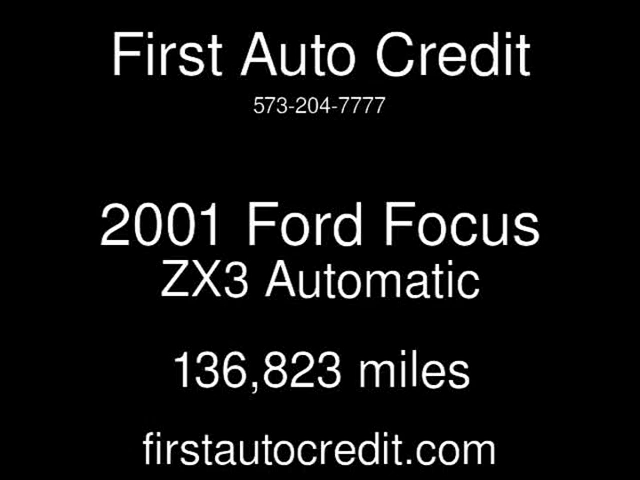 First Auto Credit
573-204-7777
2001 Ford Focus
ZX3 Automatic
136,823 miles
firstautocredit.com